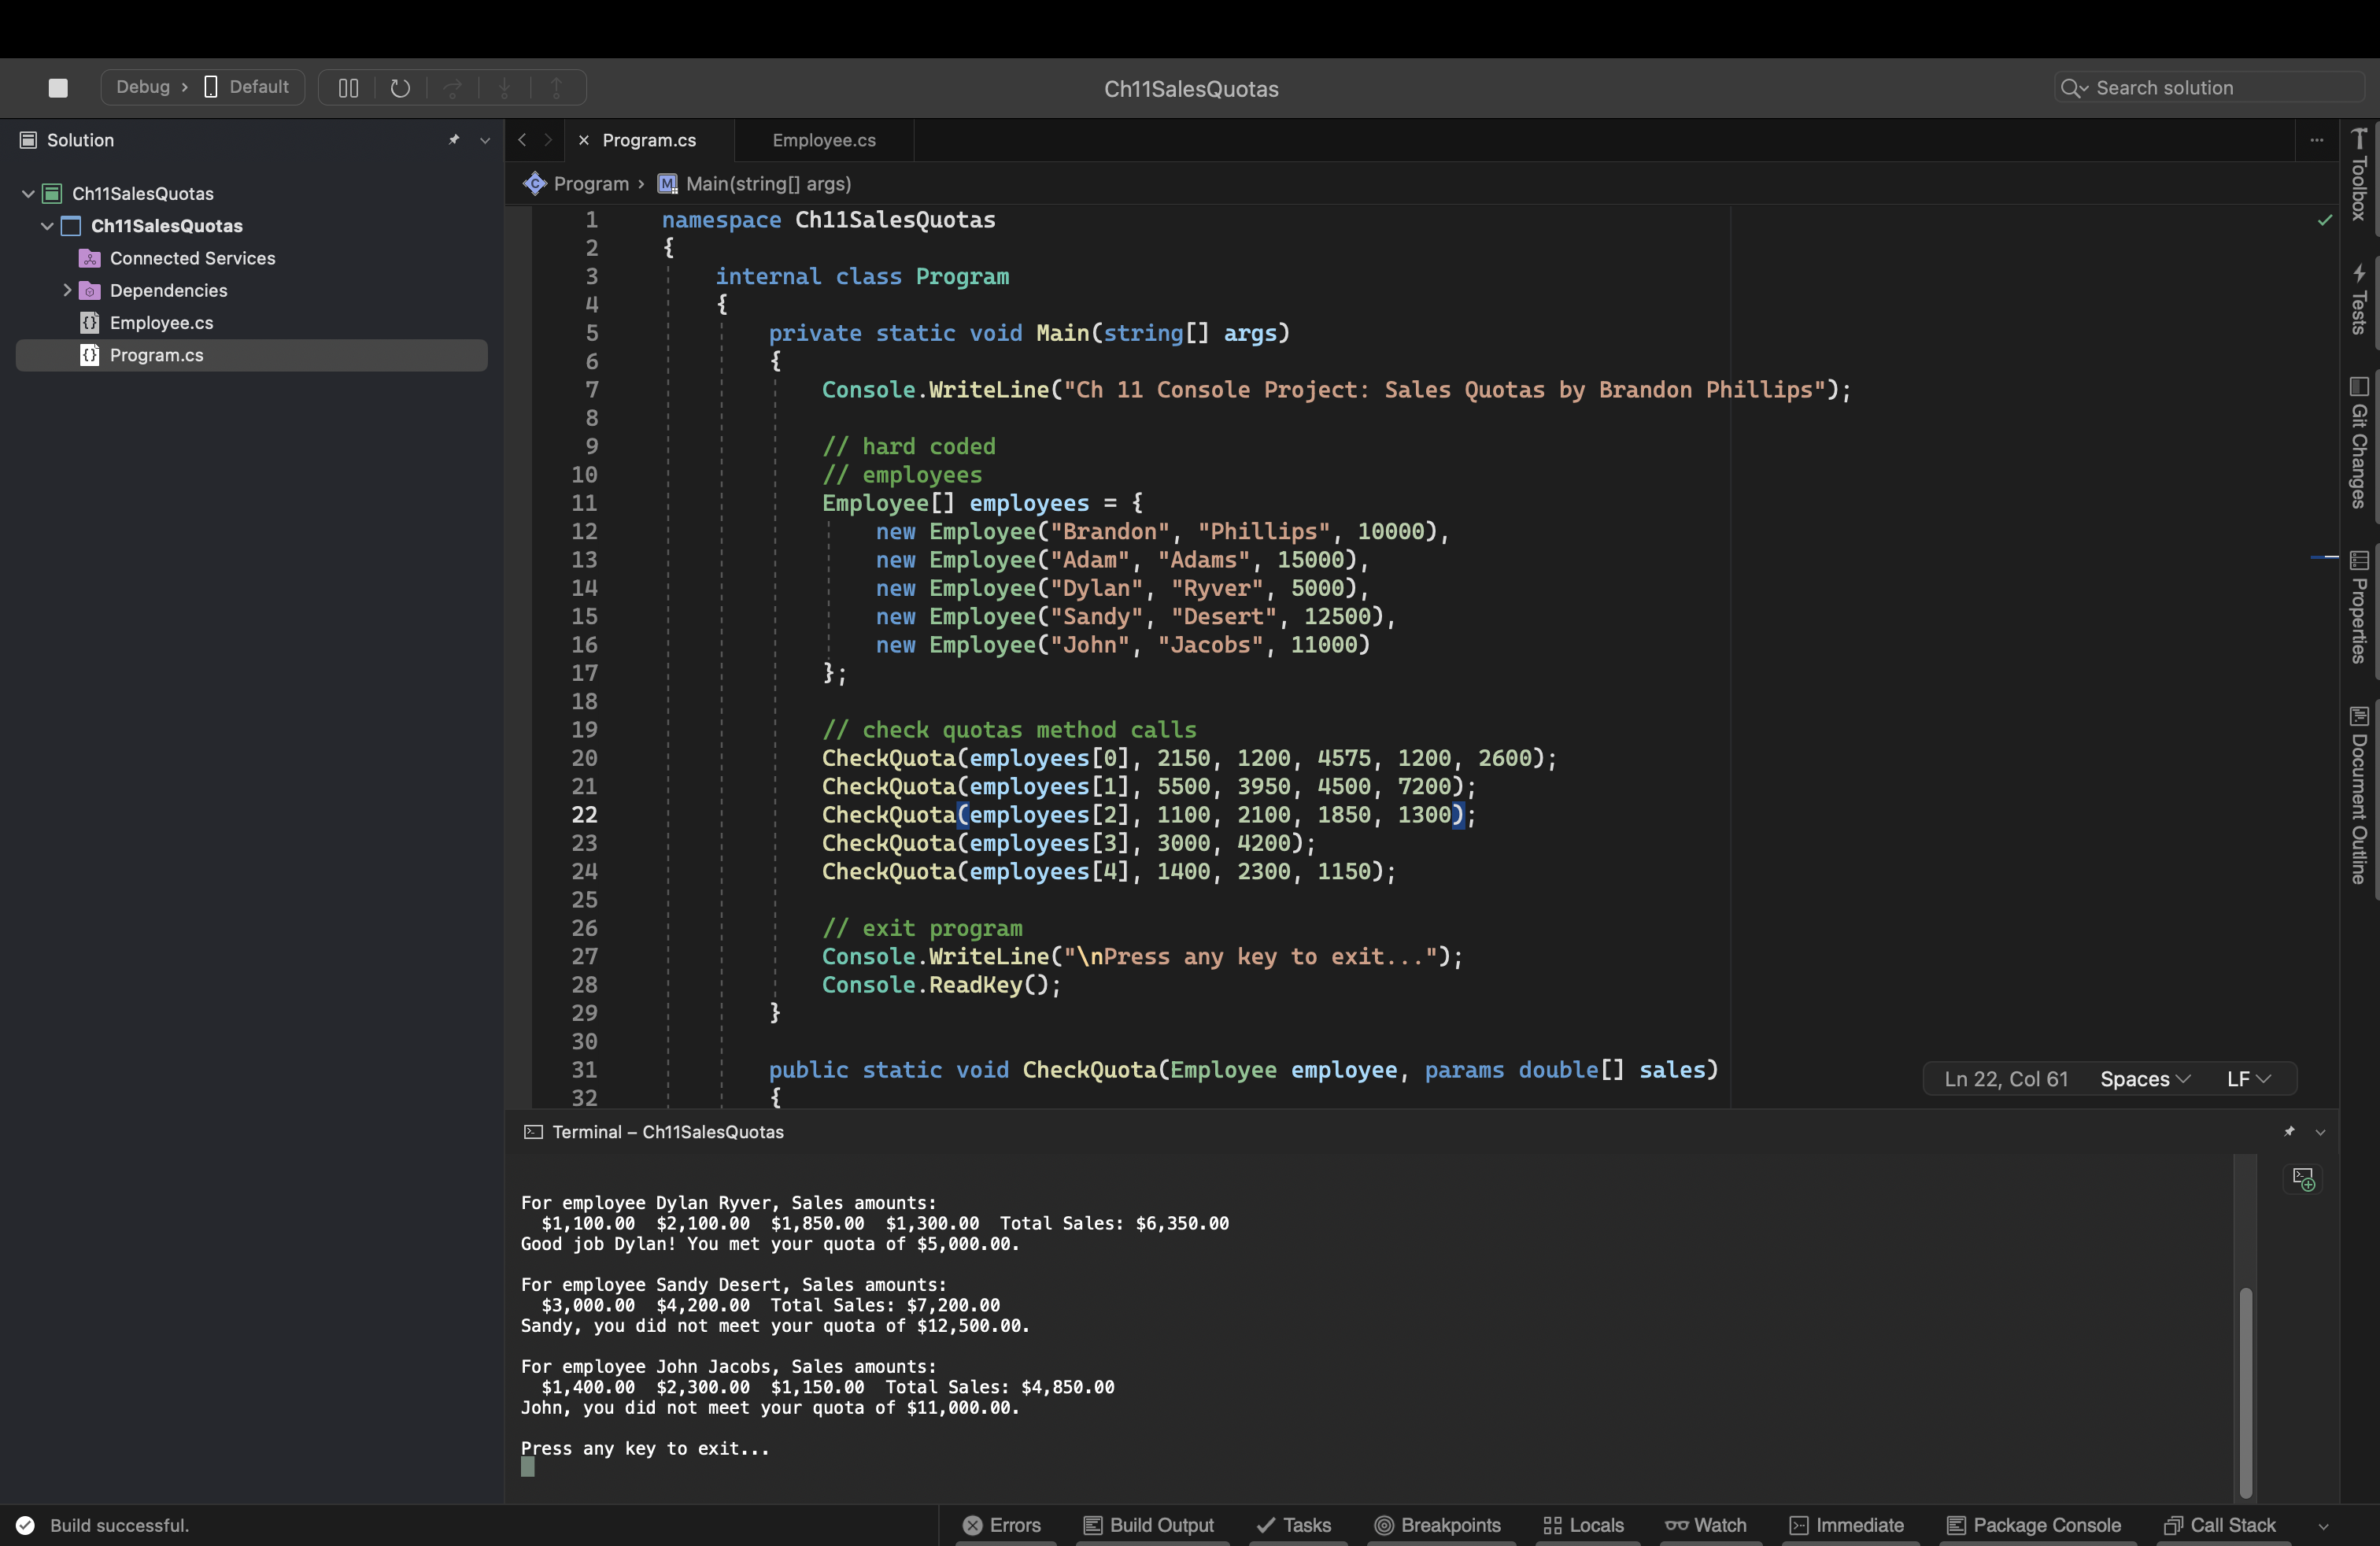 Debug › Default
Ch11SalesQuotas
Search solution
Solution
Ch11SalesQuotas
Ch11SalesQuotas
Connected Services
Dependencies
Employee.cs
Program.cs
Program.cs
Employee.cs
Program › Main(string[] args)
1 namespace Ch11SalesQuotas
2 {
3 internal class Program
4 {
5 private static void Main(string[] args)
6 {
7 Console.WriteLine("Ch 11 Console Project: Sales Quotas by Brandon Phillips");
8
9 // hard coded
10 // employees
11 Employee[] employees = {
12 new Employee("Brandon", "Phillips", 10000),
13 new Employee("Adam", "Adams", 15000),
14 new Employee("Dylan", "Ryver", 5000),
15 new Employee("Sandy", "Desert", 12500),
16 new Employee("John", "Jacobs", 11000)
17 };
18
19 // check quotas method calls
20 CheckQuota(employees[0], 2150, 1200, 4575, 1200, 2600);
21 CheckQuota(employees[1], 5500, 3950, 4500, 7200);
22 CheckQuota(employees[2], 1100, 2100, 1850, 1300);
23 CheckQuota(employees[3], 3000, 4200);
24 CheckQuota(employees[4], 1400, 2300, 1150);
25
26 // exit program
27 Console.WriteLine("\nPress any key to exit...");
28 Console.ReadKey();
29 }
30
31 public static void CheckQuota(Employee employee, params double[] sales)
32 {
Ln 22, Col 61 Spaces LF
Toolbox
Tests
Git Changes
Properties
Document Outline
Terminal – Ch11SalesQuotas
For employee Dylan Ryver, Sales amounts:
$1,100.00 $2,100.00 $1,850.00 $1,300.00 Total Sales: $6,350.00
Good job Dylan! You met your quota of $5,000.00.
For employee Sandy Desert, Sales amounts:
$3,000.00 $4,200.00 Total Sales: $7,200.00
Sandy, you did not meet your quota of $12,500.00.
For employee John Jacobs, Sales amounts:
$1,400.00 $2,300.00 $1,150.00 Total Sales: $4,850.00
John, you did not meet your quota of $11,000.00.
Press any key to exit...
Build successful.
Errors Build Output Tasks Breakpoints Locals Watch Immediate Package Console Call Stack